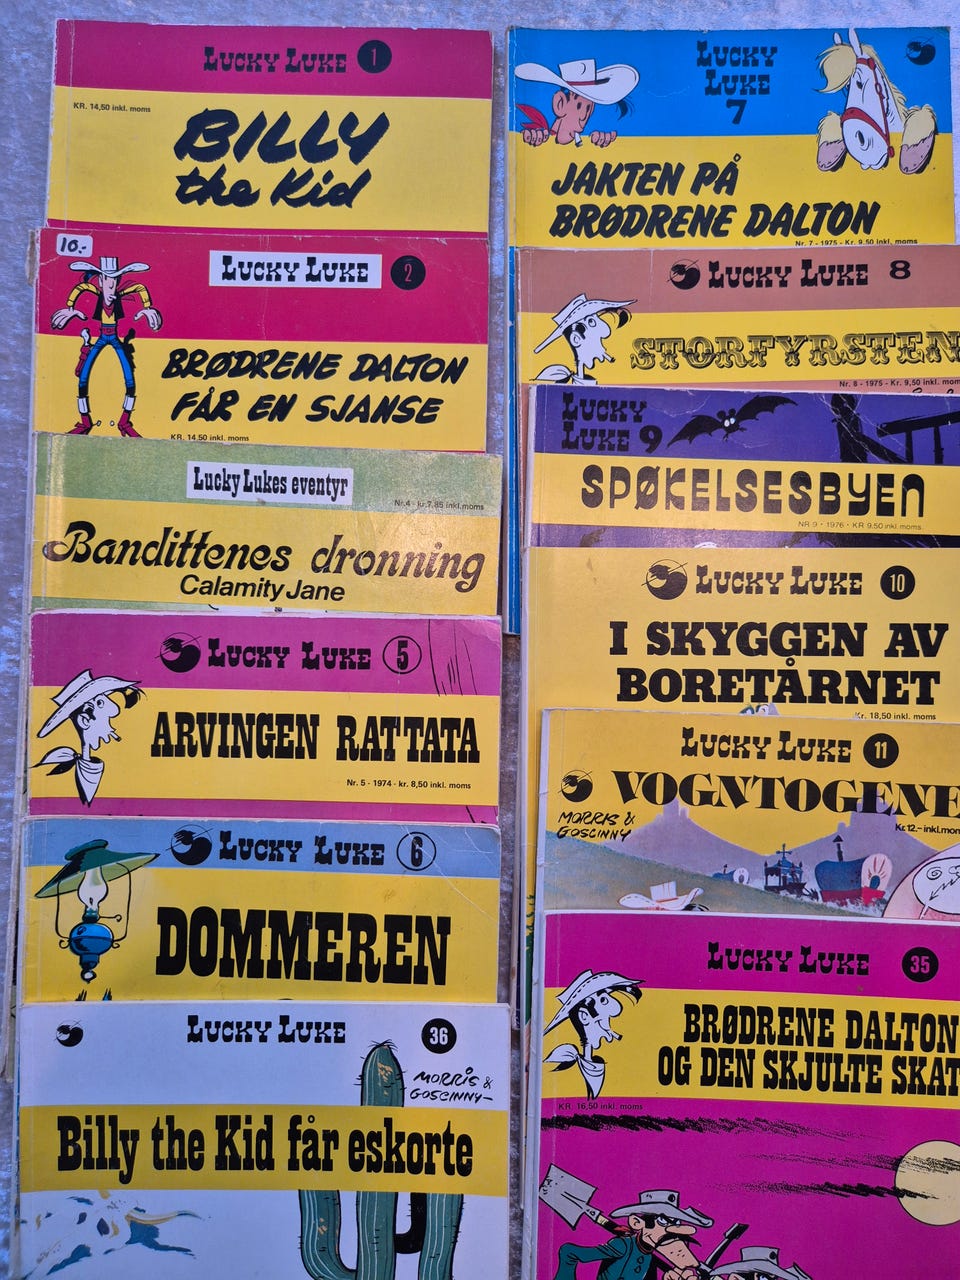 LUCKY LUKE 1
KR. 14,50 inkl. moms
BILLY
the Kid
10.-
LUCKY LUKE 2
BRØDRENE DALTON
FÅR EN SJANSE
KR. 14,50 inkl. moms
Lucky Lukes eventyr
Nr. 4 - kr. 7,85 inkl. moms
Bandittenes dronning
Calamity Jane
LUCKY LUKE 5
ARVINGEN RATTATA
Nr. 5 - 1974 - kr. 8,50 inkl. moms
LUCKY LUKE 6
DOMMEREN
LUCKY LUKE 36
MORRIS &
GOSCINNY-
Billy the Kid får eskorte
LUCKY
LUKE
7
JAKTEN PÅ
BRØDRENE DALTON
Nr. 7 - 1975 - Kr. 9,50 inkl. moms
LUCKY LUKE 8
STORFYRSTEN
Nr. 8 - 1975 - Kr. 9,50 inkl. mom
LUCKY
LUKE 9
SPØKELSESBYEN
NR 9 · 1976 · KR 9.50 inkl. moms
LUCKY LUKE 10
I SKYGGEN AV
BORETÅRNET
Kr. 18,50 inkl. moms
LUCKY LUKE 11
VOGNTOGENE
MORRIS &
GOSCINNY
Kr. 12.- inkl. mom
LUCKY LUKE 35
BRØDRENE DALTON
OG DEN SKJULTE SKAT
KR. 16,50 inkl. moms